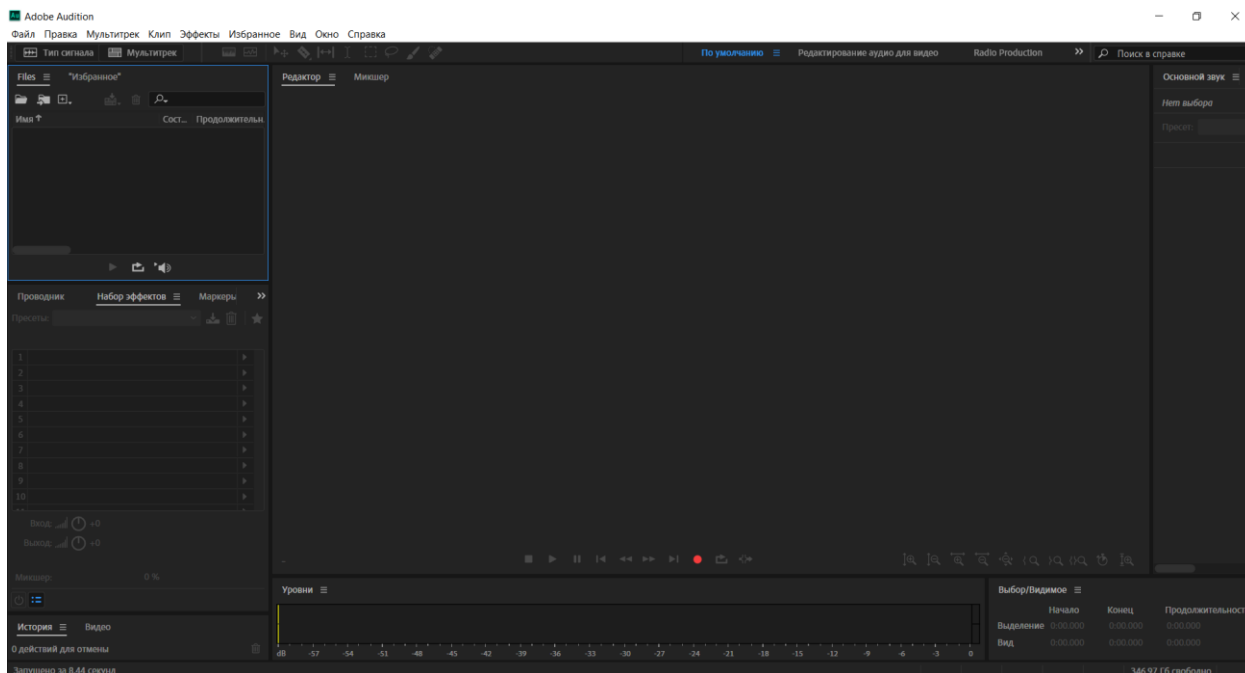 Au Adobe Audition
Файл Правка Мультитрек Клип Эффекты Избранное Вид Окно Справка
Тип сигнала Мультитрек По умолчанию Редактирование аудио для видео Radio Production Поиск в справке
Files "Избранное"
Редактор Микшер
Основной звук
Нет выбора
Имя Сост... Продолжительн
Пресет:
Проводник Набор эффектов Маркеры
Пресеты:
1
2
3
4
5
6
7
8
9
10
Вход: +0
Выход: +0
Микшер: 0 %
Уровни
dB -57 -54 -51 -48 -45 -42 -39 -36 -33 -30 -27 -24 -21 -18 -15 -12 -9 -6 -3 0
Выбор/Видимое
Начало Конец Продолжительност
Выделение 0:00.000 0:00.000 0:00.000
Вид 0:00.000 0:00.000 0:00.000
История Видео
0 действий для отмены
Запущено за 8.44 секунд
346.97 Гб свободно